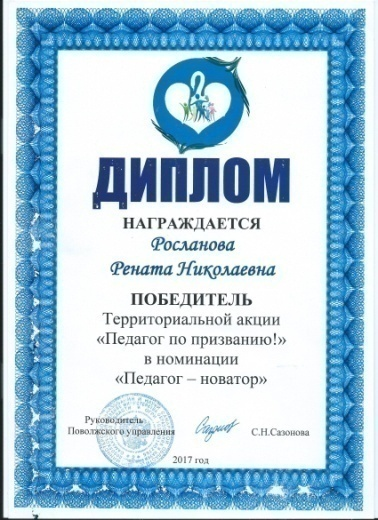 ДИПЛОМ
НАГРАЖДАЕТСЯ
Росланова
Рената Николаевна
ПОБЕДИТЕЛЬ
Территориальной акции
«Педагог по призванию!»
в номинации
«Педагог – новатор»
Руководитель
Поволжского управления
С.Н.Сазонова
2017 год